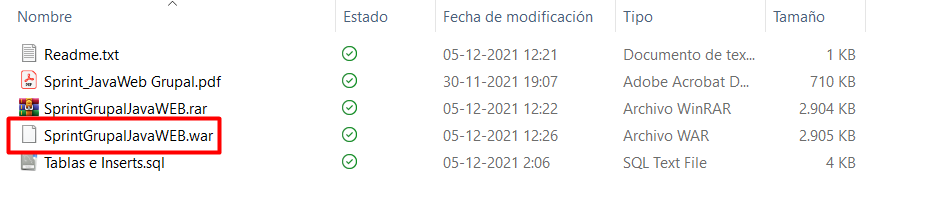 Nombre Estado Fecha de modificación Tipo Tamaño
Readme.txt 05-12-2021 12:21 Documento de tex... 1 KB
Sprint_JavaWeb Grupal.pdf 30-11-2021 19:07 Adobe Acrobat D... 710 KB
SprintGrupalJavaWEB.rar 05-12-2021 12:22 Archivo WinRAR 2.904 KB
SprintGrupalJavaWEB.war 05-12-2021 12:26 Archivo WAR 2.905 KB
Tablas e Inserts.sql 05-12-2021 2:06 SQL Text File 4 KB